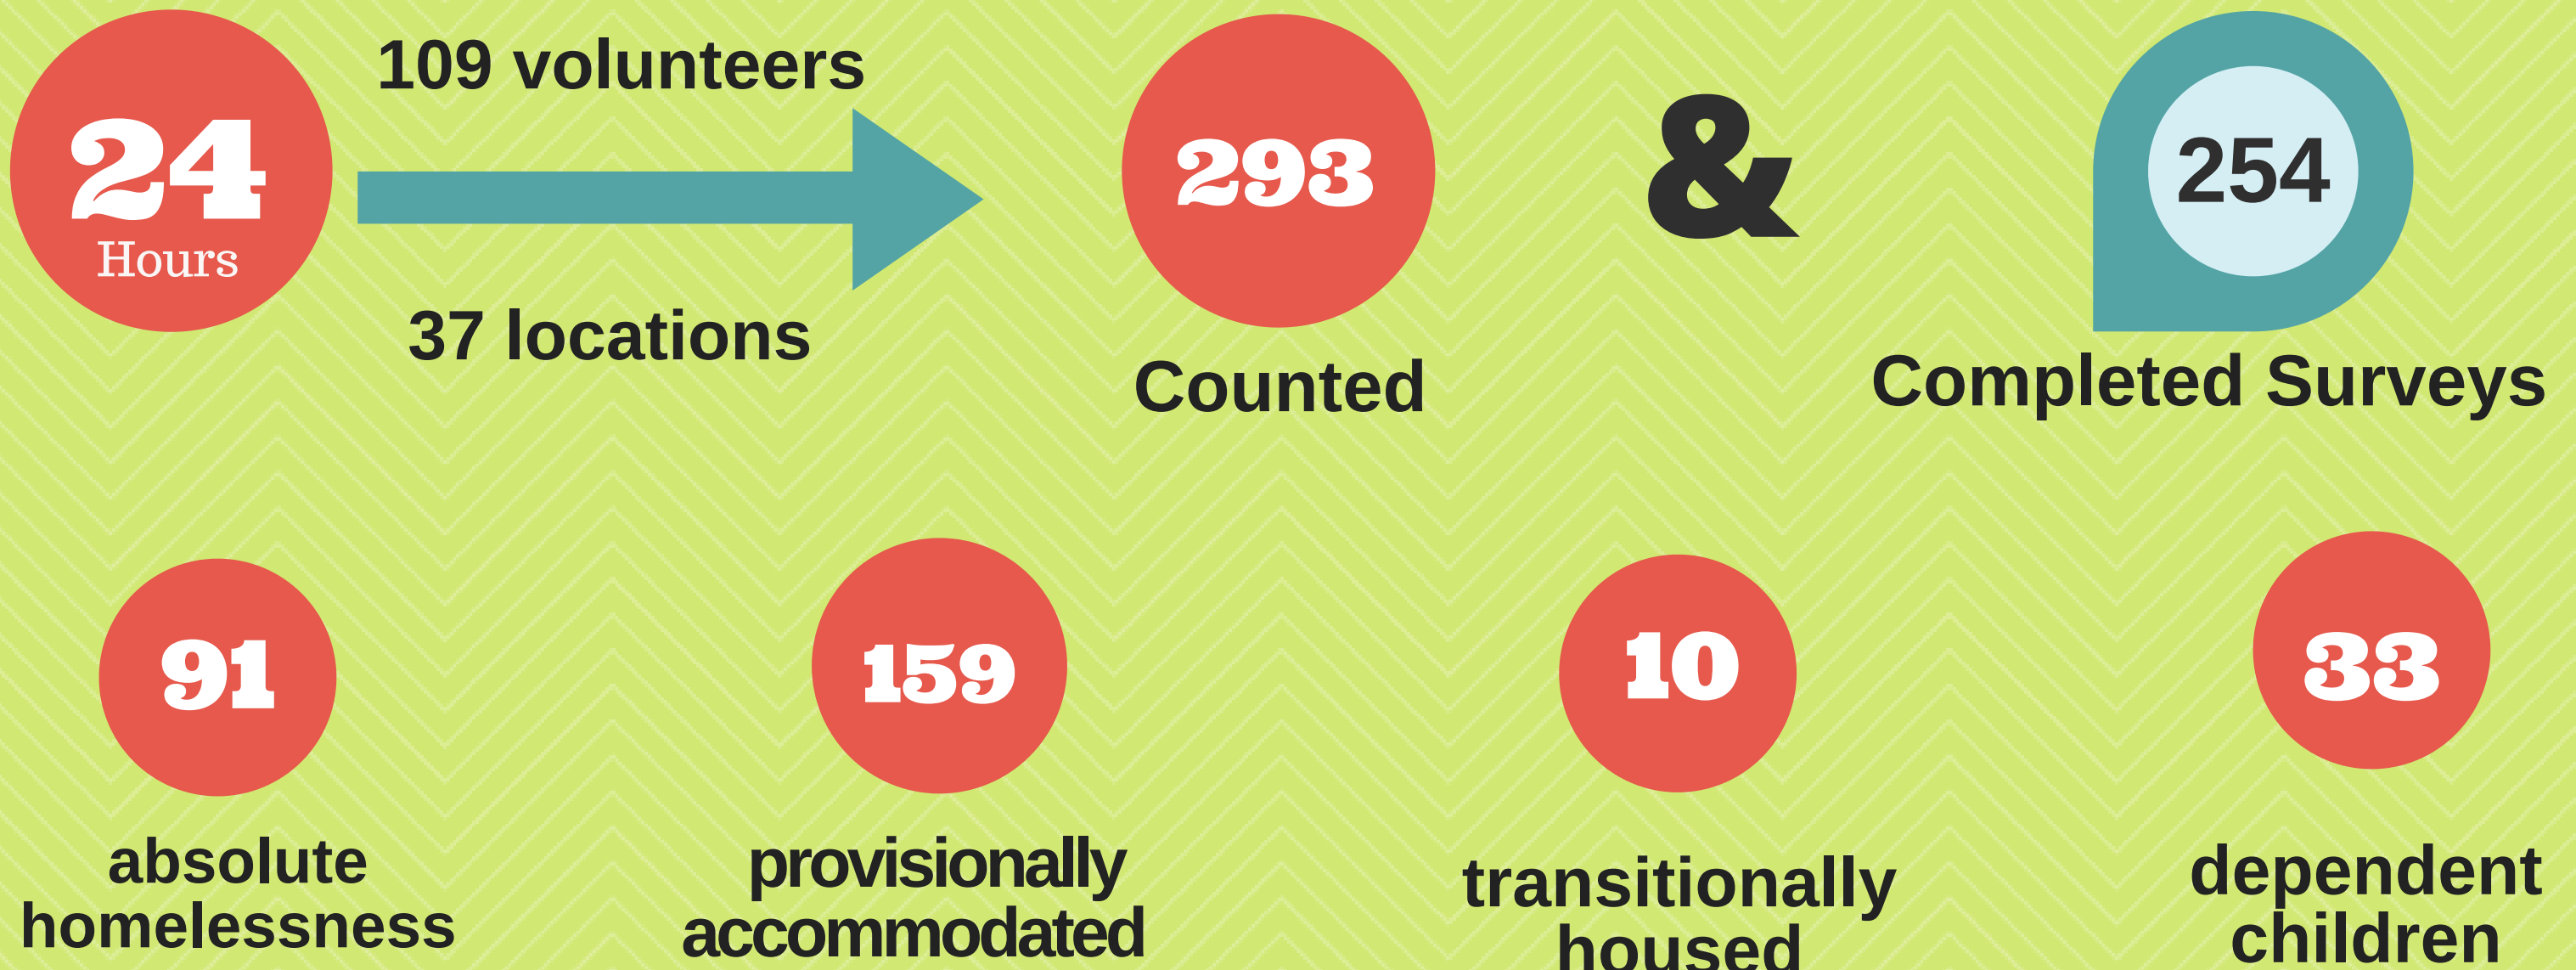 24
Hours
109 volunteers
37 locations
293
Counted
&
254
Completed Surveys
91
absolute
homelessness
159
provisionally
accommodated
10
transitionally
housed
33
dependent
children